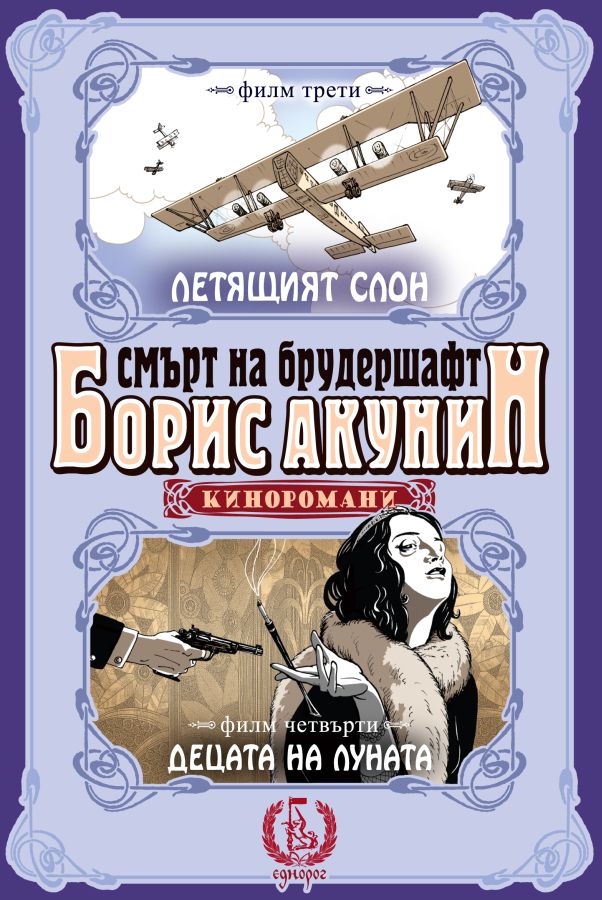 филм трети
ЛЕТЯЩИЯТ СЛОН
смърт на брудершафт
БОРИС АКУНИН
КИНОРОМАНИ
филм четвърти
ДЕЦАТА НА ЛУНАТА
еднорог